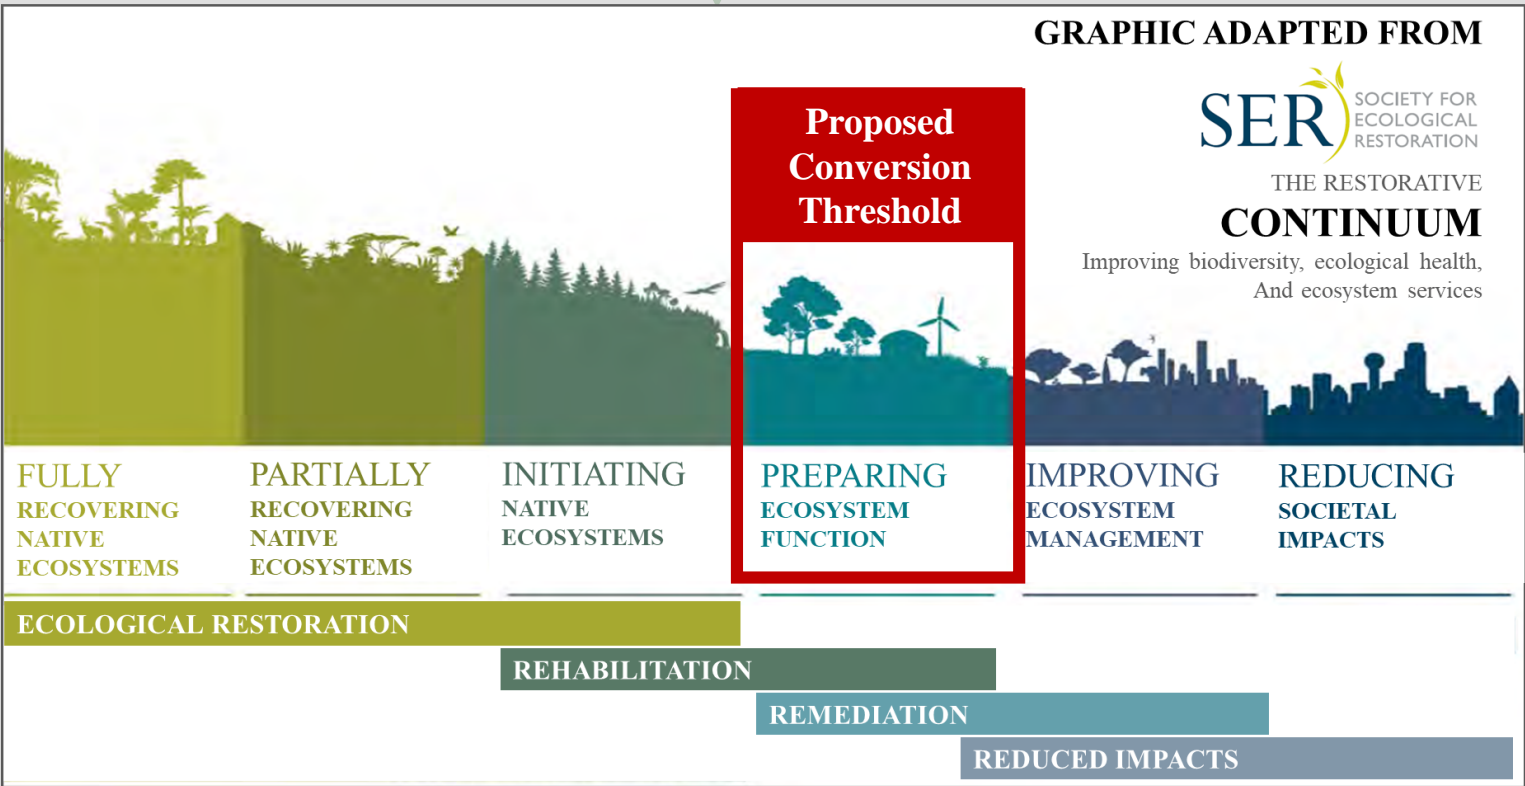 GRAPHIC ADAPTED FROM
SER
SOCIETY FOR
ECOLOGICAL
RESTORATION
THE RESTORATIVE
CONTINUUM
Improving biodiversity, ecological health,
And ecosystem services
Proposed
Conversion
Threshold
FULLY
RECOVERING
NATIVE
ECOSYSTEMS
PARTIALLY
RECOVERING
NATIVE
ECOSYSTEMS
INITIATING
NATIVE
ECOSYSTEMS
PREPARING
ECOSYSTEM
FUNCTION
IMPROVING
ECOSYSTEM
MANAGEMENT
REDUCING
SOCIETAL
IMPACTS
ECOLOGICAL RESTORATION
REHABILITATION
REMEDIATION
REDUCED IMPACTS